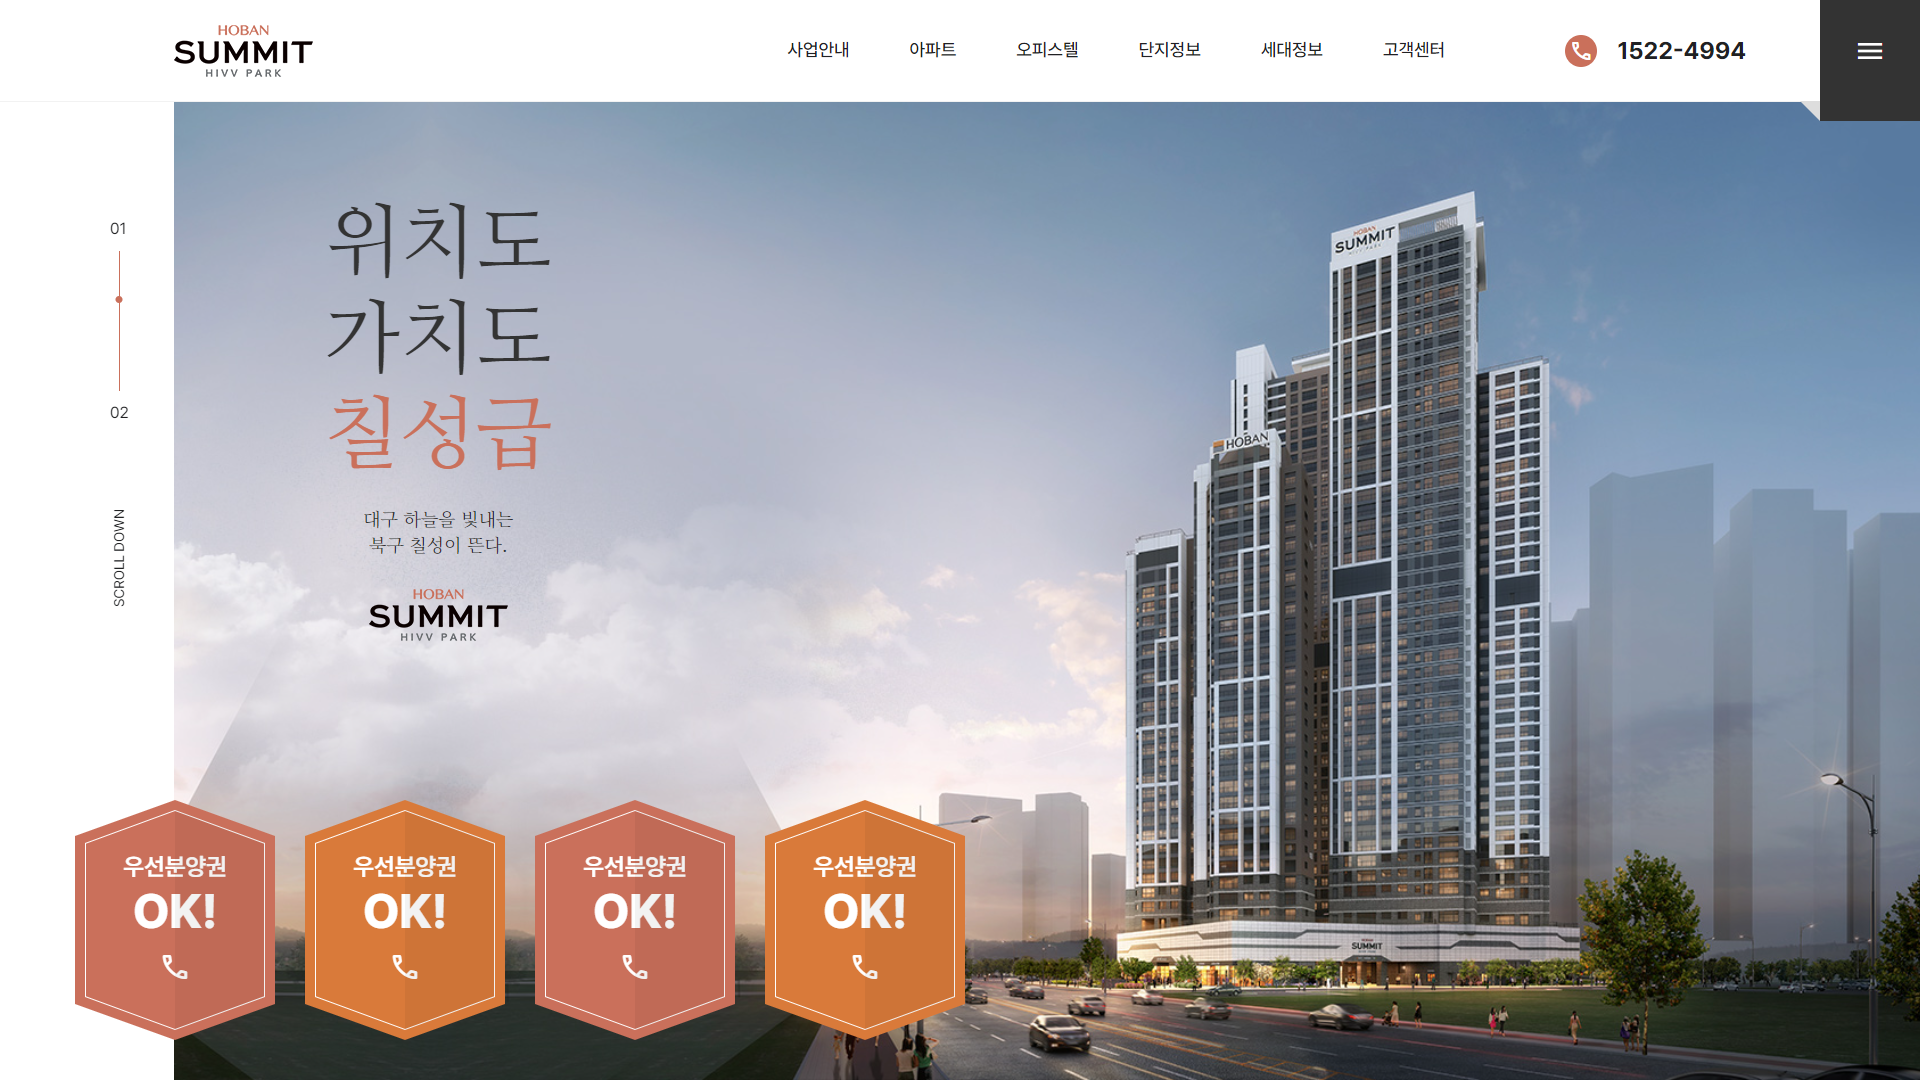 HOBAN
SUMMIT
HIVV PARK
사업안내
아파트
오피스텔
단지정보
세대정보
고객센터
1522-4994
01
02
SCROLL DOWN
위치도
가치도
칠성급
대구 하늘을 빛내는
북구 칠성이 뜬다.
HOBAN
SUMMIT
HIVV PARK
HOBAN
SUMMIT
HOBAN
SUMMIT
우선분양권
OK!
우선분양권
OK!
우선분양권
OK!
우선분양권
OK!